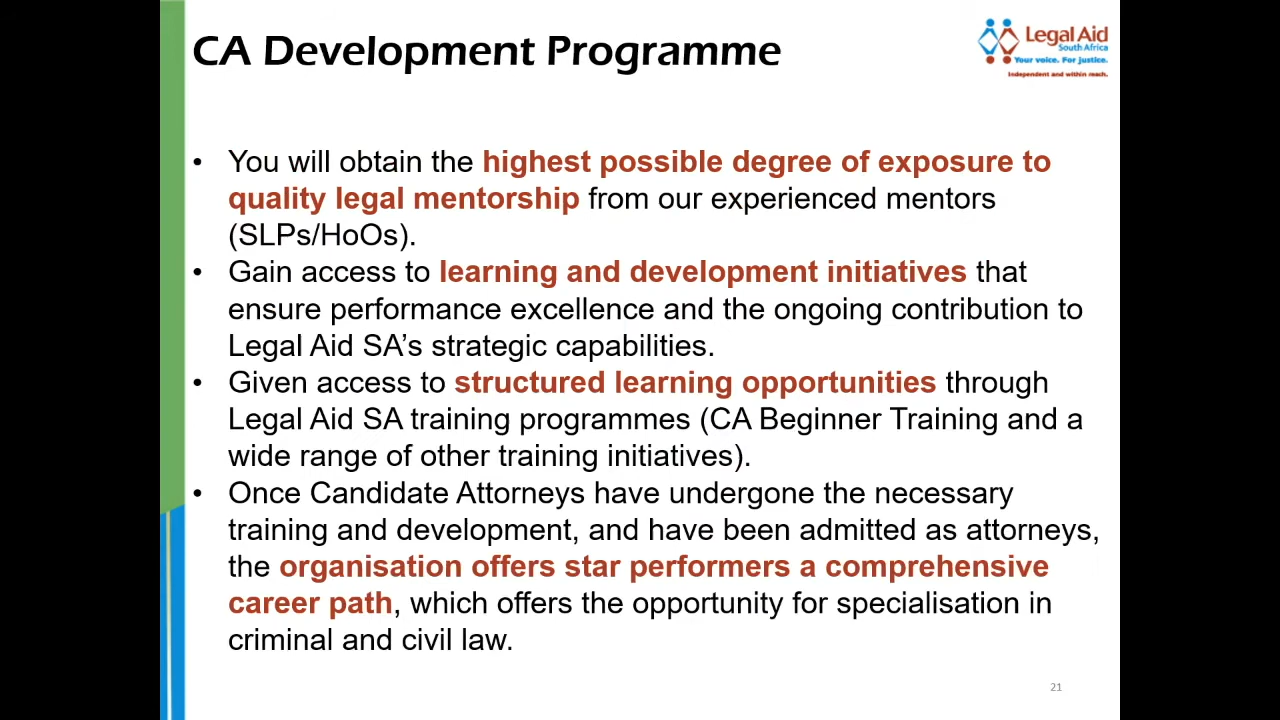 CA Development Programme
Legal Aid
South Africa
Your voice. For justice.
Independent and within reach.
• You will obtain the highest possible degree of exposure to
quality legal mentorship from our experienced mentors
(SLPs/HoOs).
• Gain access to learning and development initiatives that
ensure performance excellence and the ongoing contribution to
Legal Aid SA’s strategic capabilities.
• Given access to structured learning opportunities through
Legal Aid SA training programmes (CA Beginner Training and a
wide range of other training initiatives).
• Once Candidate Attorneys have undergone the necessary
training and development, and have been admitted as attorneys,
the organisation offers star performers a comprehensive
career path, which offers the opportunity for specialisation in
criminal and civil law.
21